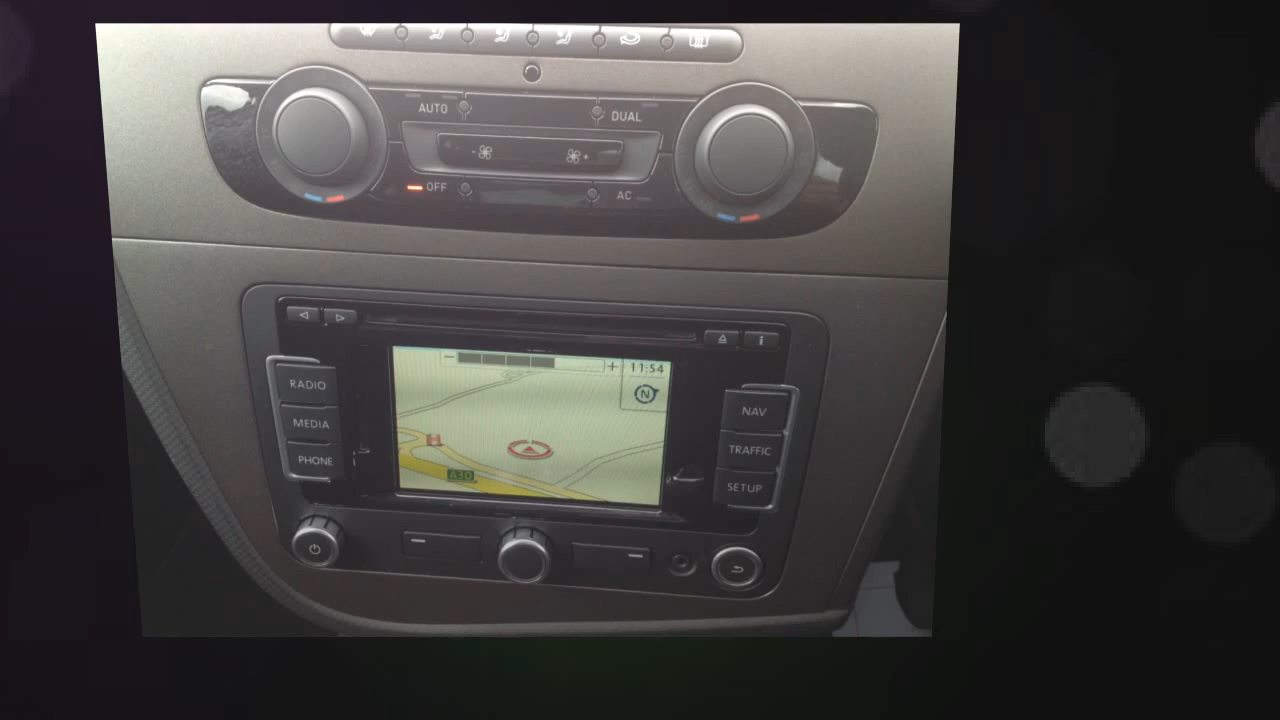 AUTO
DUAL
OFF
AC
11:54
N
A30
RADIO
MEDIA
PHONE
NAV
TRAFFIC
SETUP